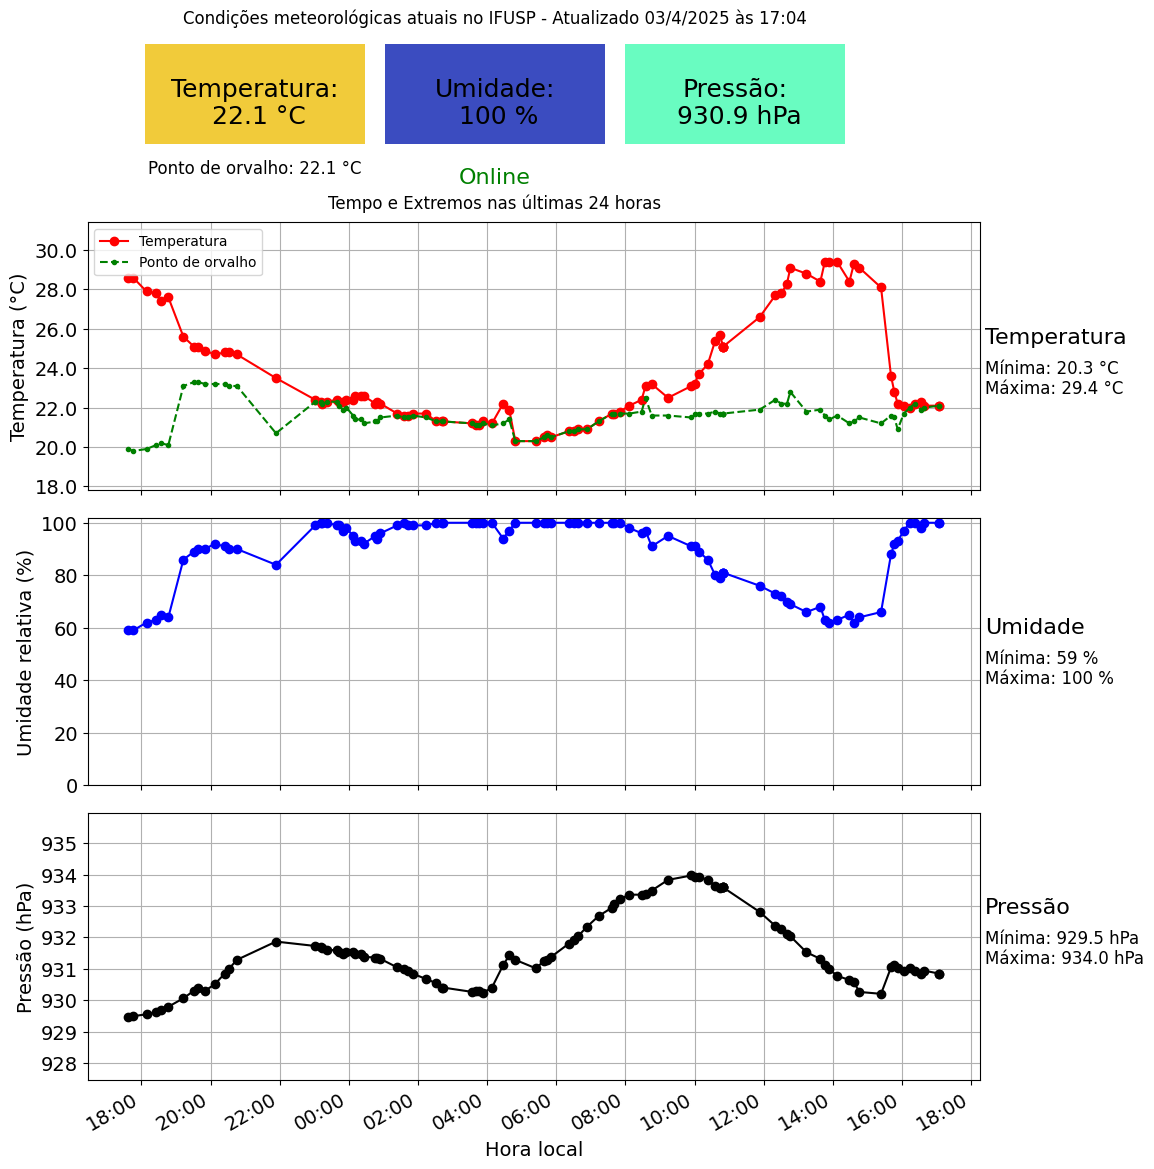 Condições meteorológicas atuais no IFUSP - Atualizado 03/4/2025 às 17:04
Temperatura:
22.1 °C
Umidade:
100 %
Pressão:
930.9 hPa
Ponto de orvalho: 22.1 °C
Online
Tempo e Extremos nas últimas 24 horas
Temperatura (°C)
30.0
28.0
26.0
24.0
22.0
20.0
18.0
Temperatura
Ponto de orvalho
Temperatura
Mínima: 20.3 °C
Máxima: 29.4 °C
Umidade relativa (%)
100
80
60
40
20
0
Umidade
Mínima: 59 %
Máxima: 100 %
Pressão (hPa)
935
934
933
932
931
930
929
928
Pressão
Mínima: 929.5 hPa
Máxima: 934.0 hPa
18:00 20:00 22:00 00:00 02:00 04:00 06:00 08:00 10:00 12:00 14:00 16:00 18:00
Hora local